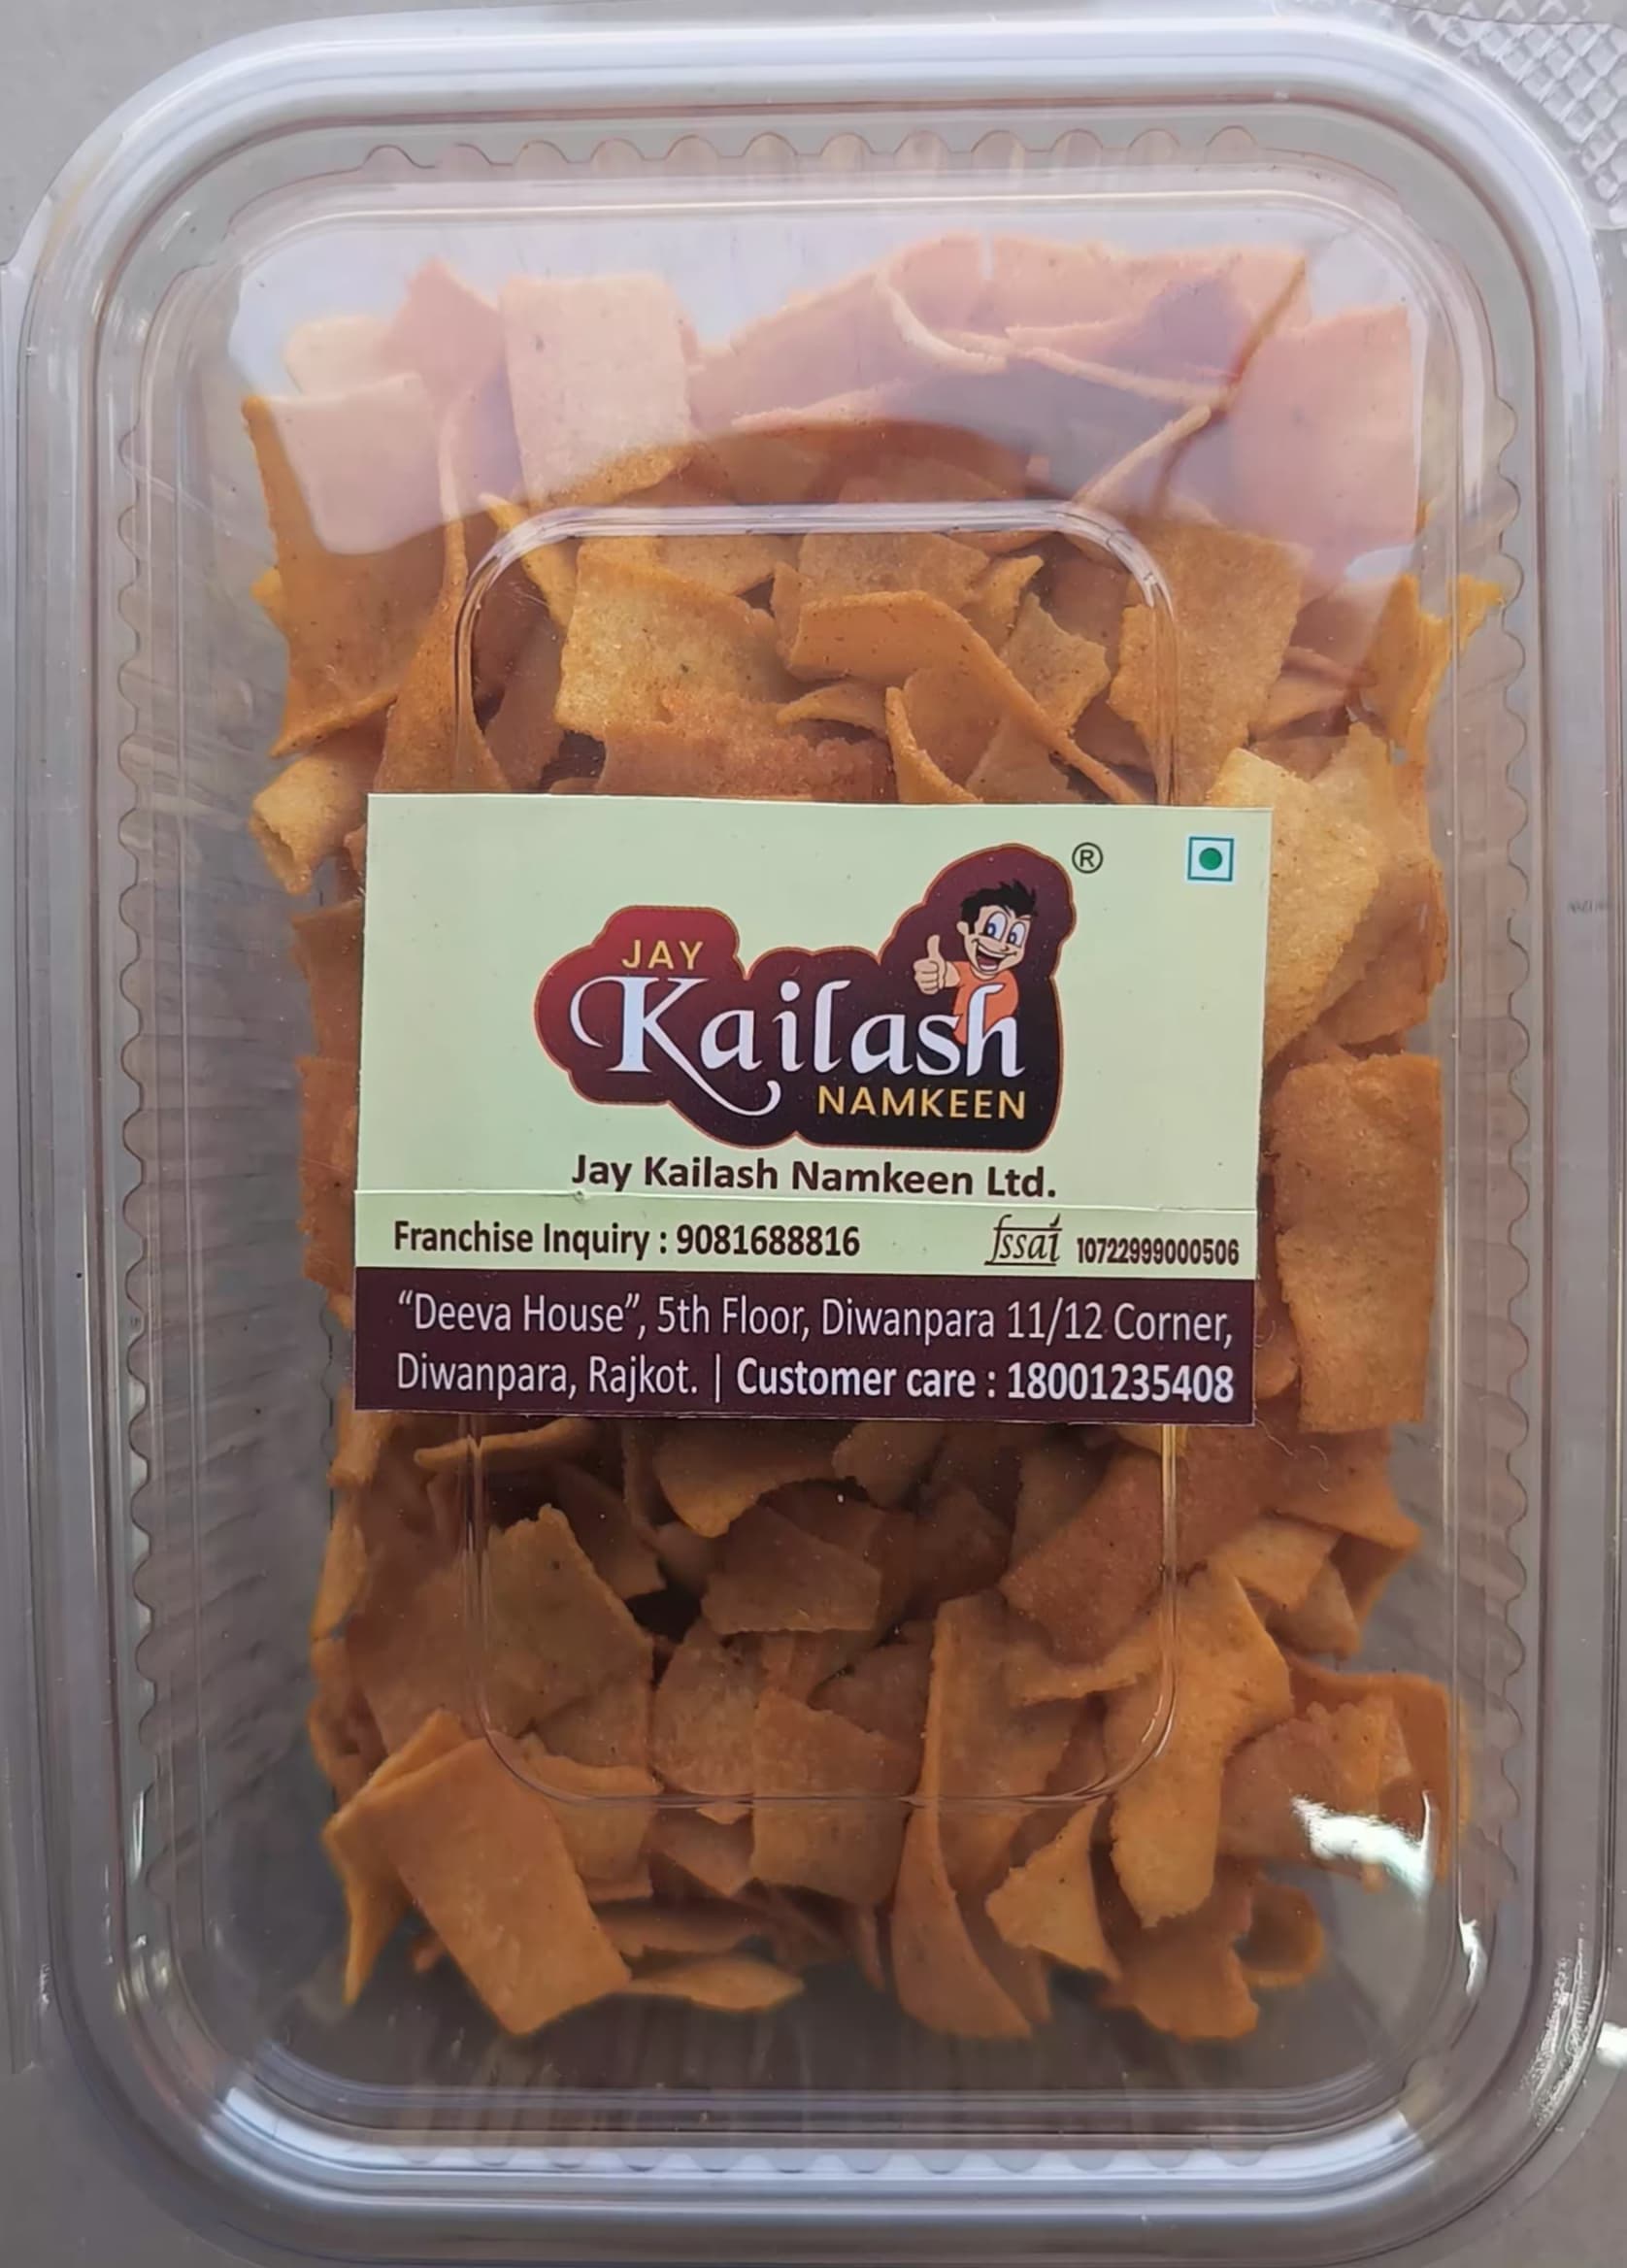 JAY
Kailash
NAMKEEN
®
Jay Kailash Namkeen Ltd.
Franchise Inquiry : 9081688816
fssai 10722999000506
“Deeva House”, 5th Floor, Diwanpara 11/12 Corner,
Diwanpara, Rajkot. | Customer care : 18001235408